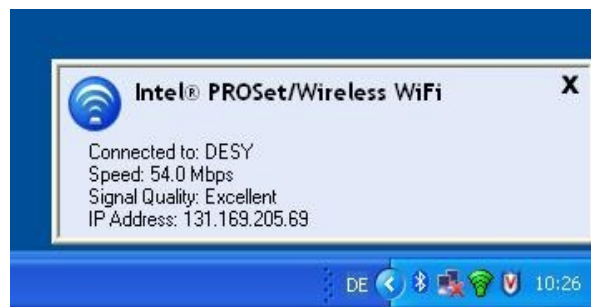 Intel® PROSet/Wireless WiFi X
Connected to: DESY
Speed: 54.0 Mbps
Signal Quality: Excellent
IP Address: 131.169.205.69
DE V 10:26